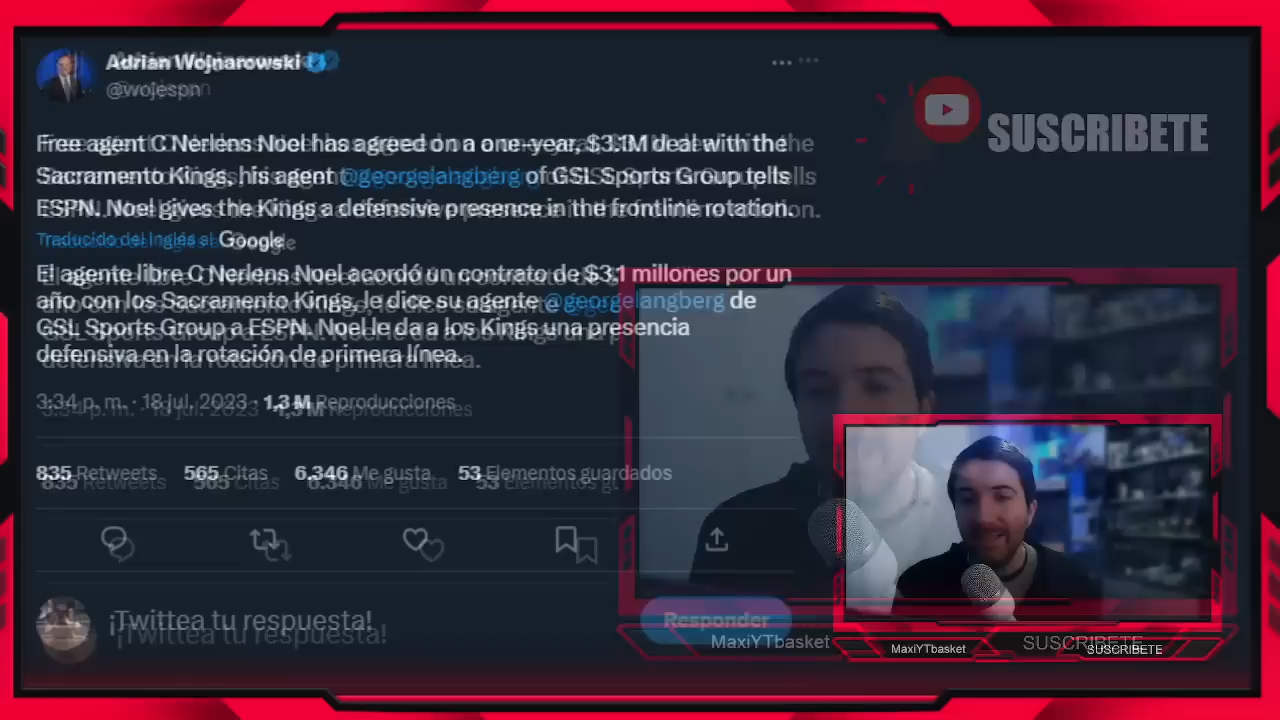 Adrian Wojnarowski
@wojespn
SUSCRIBETE
Free agent C Nerlens Noel has agreed on a one-year, $3.1M deal with the
Sacramento Kings, his agent @georgelangberg of GSL Sports Group tells
ESPN. Noel gives the Kings a defensive presence in the frontline rotation.
Traducido del inglés al Google
El agente libre C Nerlens Noel acordó un contrato de $3,1 millones por un
año con los Sacramento Kings, le dice su agente @georgelangberg de
GSL Sports Group a ESPN. Noel le da a los Kings una presencia
defensiva en la rotación de primera línea.
3:34 p. m. · 18 jul. 2023 · 1,3 M Reproducciones
835 Retweets 565 Citas 6.346 Me gusta 53 Elementos guardados
¡Twittea tu respuesta!
Responder
MaxiYTbasket SUSCRIBETE
MaxiYTbasket SUSCRIBETE